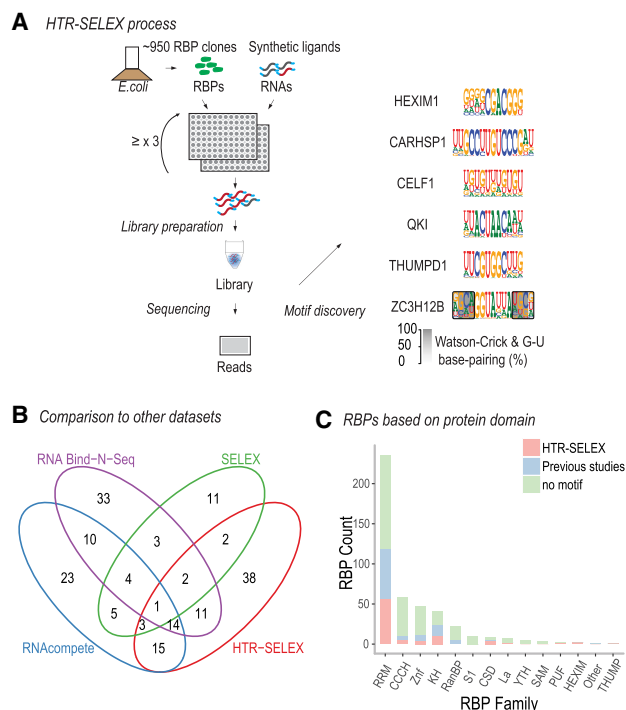 A HTR-SELEX process
~950 RBP clones
Synthetic ligands
E.coli
RBPs
RNAs
≥ x 3
Library preparation
Library
Sequencing
Motif discovery
Reads
HEXIM1
CARHSP1
CELF1
QKI
THUMPD1
ZC3H12B
100
50
0
Watson-Crick & G-U
base-pairing (%)
B Comparison to other datasets
RNA Bind-N-Seq
SELEX
33
11
10
3
2
23
4
2
38
5
1
11
3
14
15
RNAcompete
HTR-SELEX
C RBPs based on protein domain
HTR-SELEX
Previous studies
no motif
RBP Count
200
150
100
50
0
RRM
CCCH
Znf
KH
RanBP
S1
CSD
La
YTH
SAM
PUF
HEXIM
Other
THUMP
RBP Family